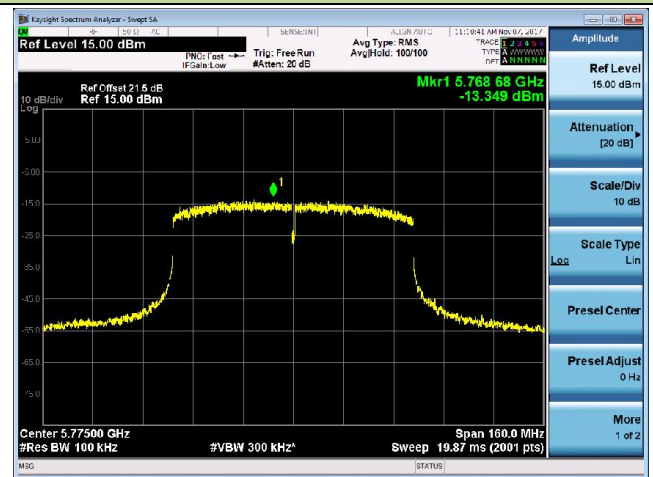 Keysight Spectrum Analyzer - Swept SA
RF 50 Ω AC SENSE:INT ALIGN AUTO 11:10:41 AM Nov 07, 2017
Ref Level 15.00 dBm
PNO: Fast Trig: Free Run Avg Type: RMS TRACE 1 2 3 4 5 6
IFGain:Low #Atten: 20 dB Avg|Hold: 100/100 TYPE A WWWWW
DET A N N N N N
Mkr1 5.768 68 GHz
-13.349 dBm
Ref Offset 21.5 dB
10 dB/div Ref 15.00 dBm
Log
5.00
-5.00
1
-15.0
-25.0
-35.0
-45.0
-55.0
-65.0
-75.0
Center 5.77500 GHz Span 160.0 MHz
#Res BW 100 kHz #VBW 300 kHz* Sweep 19.87 ms (2001 pts)
MSG STATUS
Amplitude
Ref Level
15.00 dBm
Attenuation
[20 dB]
Scale/Div
10 dB
Scale Type
Log Lin
Presel Center
Presel Adjust
0 Hz
More
1 of 2